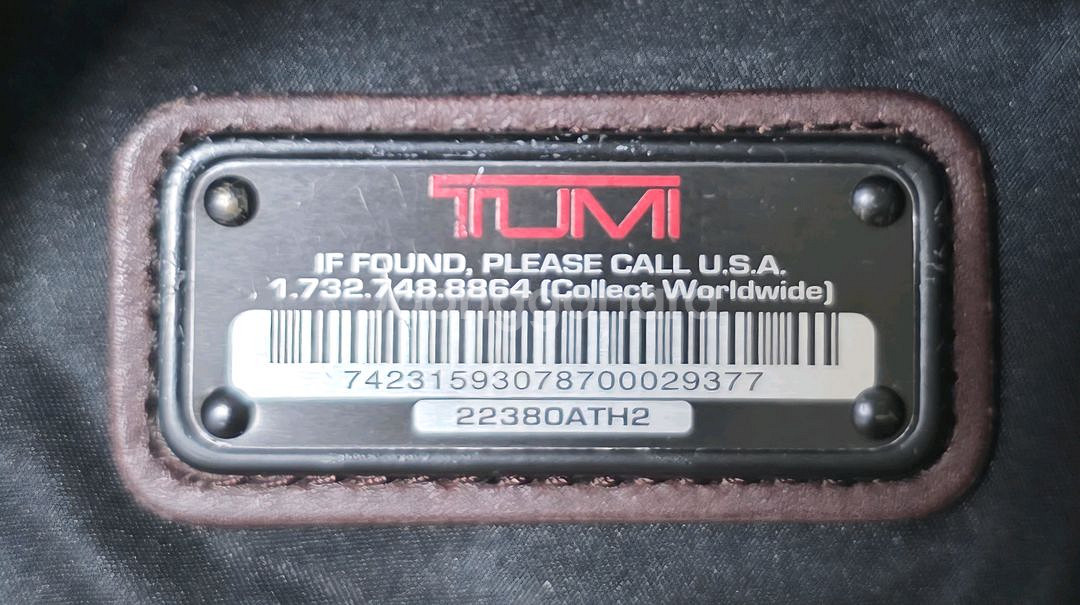 TUMI
IF FOUND, PLEASE CALL U.S.A.
1.732.748.8864 (Collect Worldwide)
74231593078700029377
22380ATH2